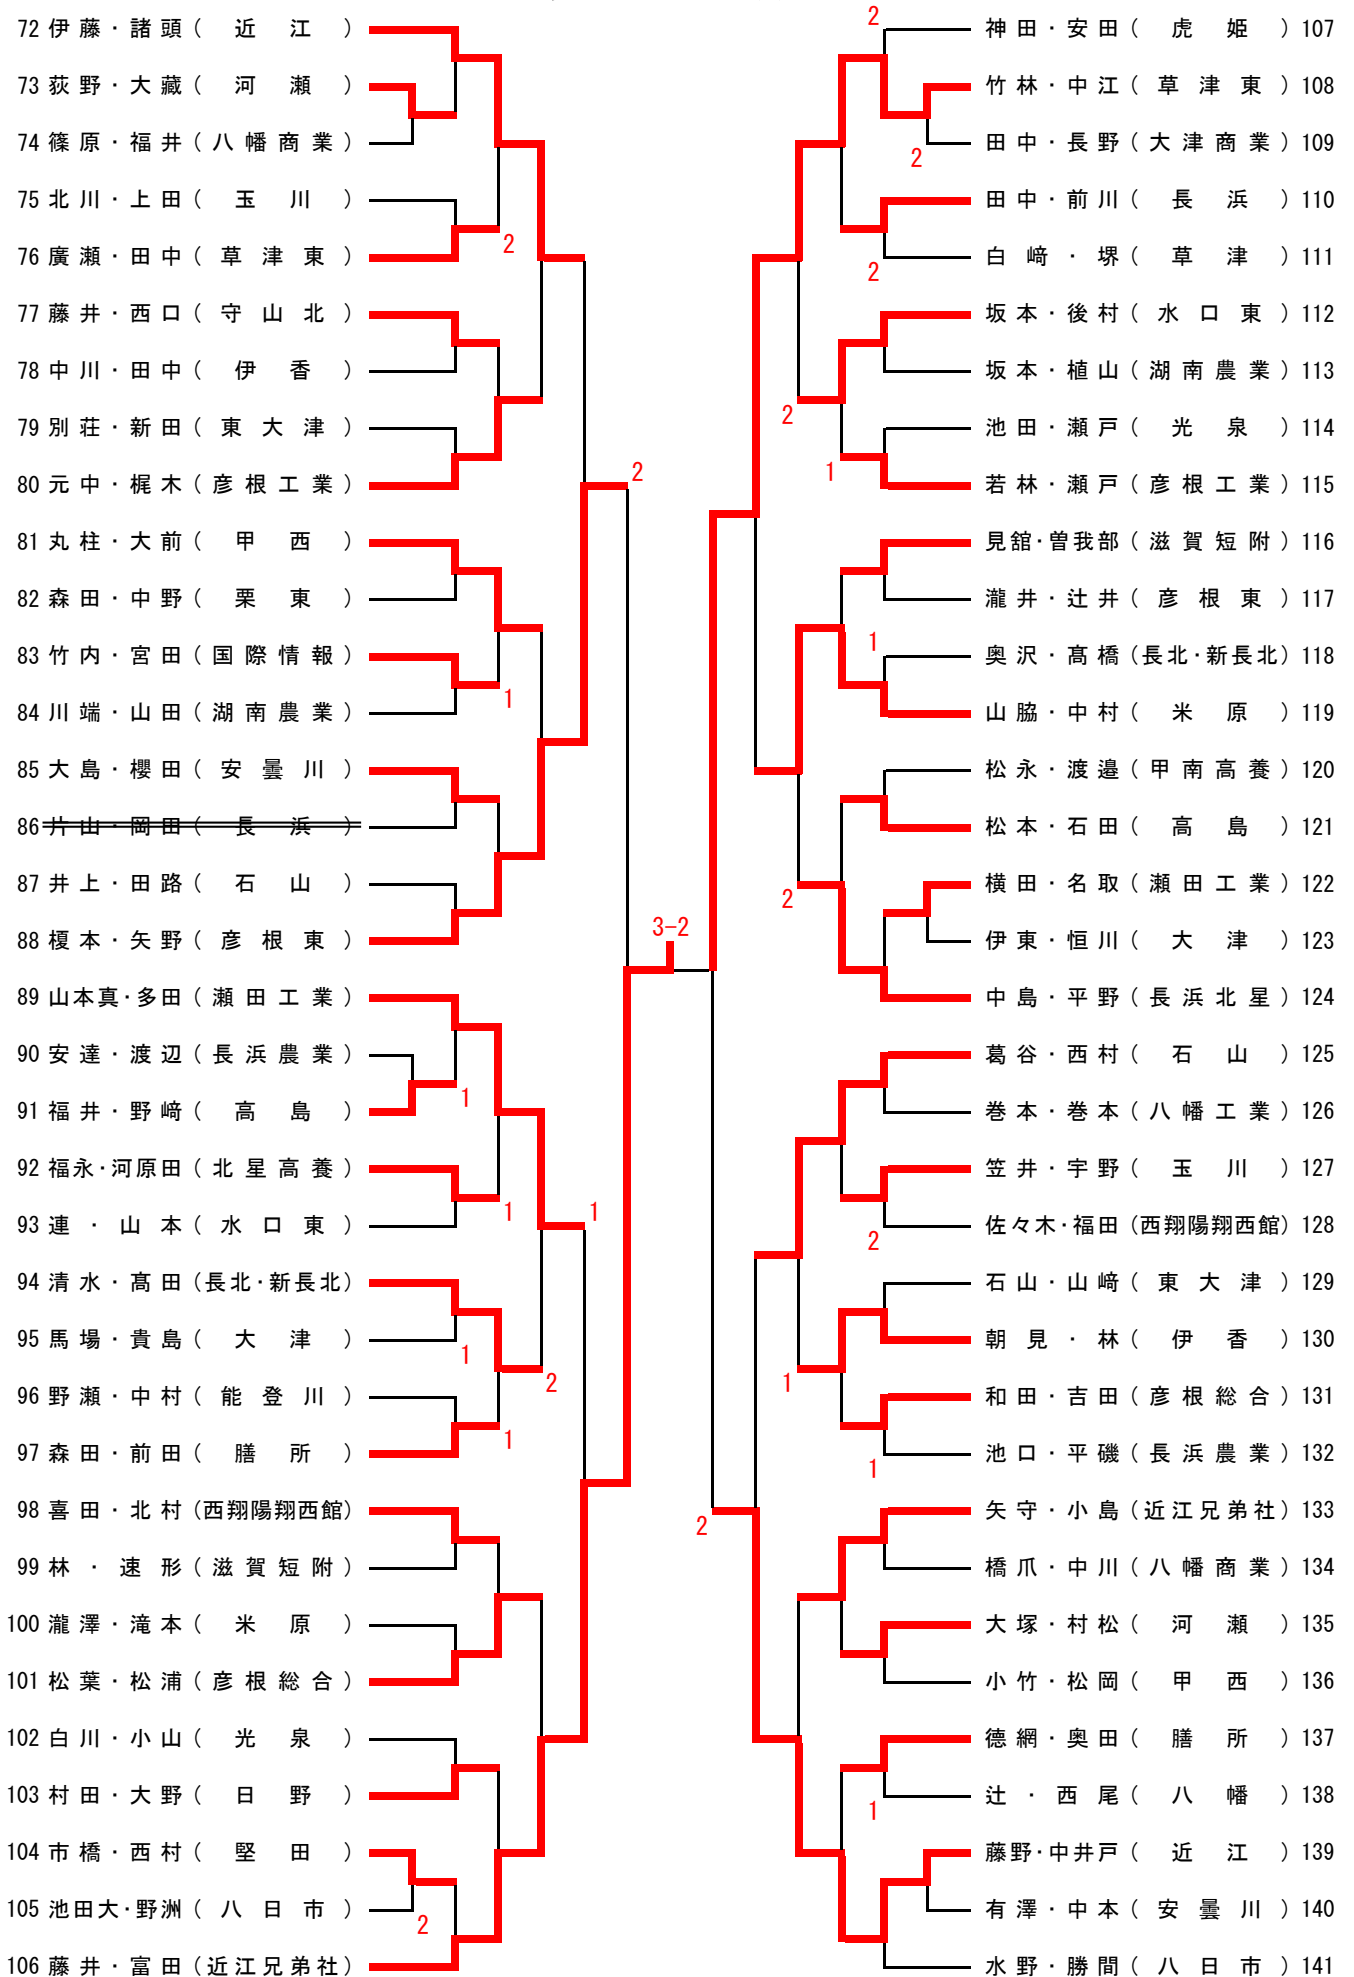 72 伊藤・諸頭(近江)
73 荻野・大藏(河瀬)
74 篠原・福井(八幡商業)
75 北川・上田(玉川)
76 廣瀬・田中(草津東)
2
77 藤井・西口(守山北)
78 中川・田中(伊香)
79 別荘・新田(東大津)
80 元中・梶木(彦根工業)
2
81 丸柱・大前(甲西)
82 森田・中野(栗東)
83 竹内・宮田(国際情報)
1
84 川端・山田(湖南農業)
85 大島・櫻田(安曇川)
86 片山・岡田(長浜)
87 井上・田路(石山)
88 榎本・矢野(彦根東)
3-2
89 山本真・多田(瀬田工業)
90 安達・渡辺(長浜農業)
1
91 福井・野﨑(高島)
92 福永・河原田(北星高養)
1
1
93 連・山本(水口東)
94 清水・髙田(長北・新長北)
95 馬場・貴島(大津)
1
2
96 野瀬・中村(能登川)
1
97 森田・前田(膳所)
98 喜田・北村(西翔陽翔西館)
99 林・速形(滋賀短附)
100 瀧澤・滝本(米原)
101 松葉・松浦(彦根総合)
102 白川・小山(光泉)
103 村田・大野(日野)
104 市橋・西村(堅田)
105 池田大・野洲(八日市)
2
106 藤井・富田(近江兄弟社)
2
神田・安田(虎姫)107
竹林・中江(草津東)108
田中・長野(大津商業)109
2
田中・前川(長浜)110
白﨑・堺(草津)111
2
坂本・後村(水口東)112
坂本・植山(湖南農業)113
2
池田・瀬戸(光泉)114
1
若林・瀬戸(彦根工業)115
見舘・曽我部(滋賀短附)116
瀧井・辻井(彦根東)117
1
奥沢・髙橋(長北・新長北)118
山脇・中村(米原)119
松永・渡邉(甲南高養)120
松本・石田(高島)121
横田・名取(瀬田工業)122
2
伊東・恒川(大津)123
中島・平野(長浜北星)124
葛谷・西村(石山)125
巻本・巻本(八幡工業)126
笠井・宇野(玉川)127
佐々木・福田(西翔陽翔西館)128
2
石山・山﨑(東大津)129
朝見・林(伊香)130
1
和田・吉田(彦根総合)131
池口・平磯(長浜農業)132
1
矢守・小島(近江兄弟社)133
2
橋爪・中川(八幡商業)134
大塚・村松(河瀬)135
小竹・松岡(甲西)136
德網・奥田(膳所)137
辻・西尾(八幡)138
1
藤野・中井戸(近江)139
有澤・中本(安曇川)140
水野・勝間(八日市)141